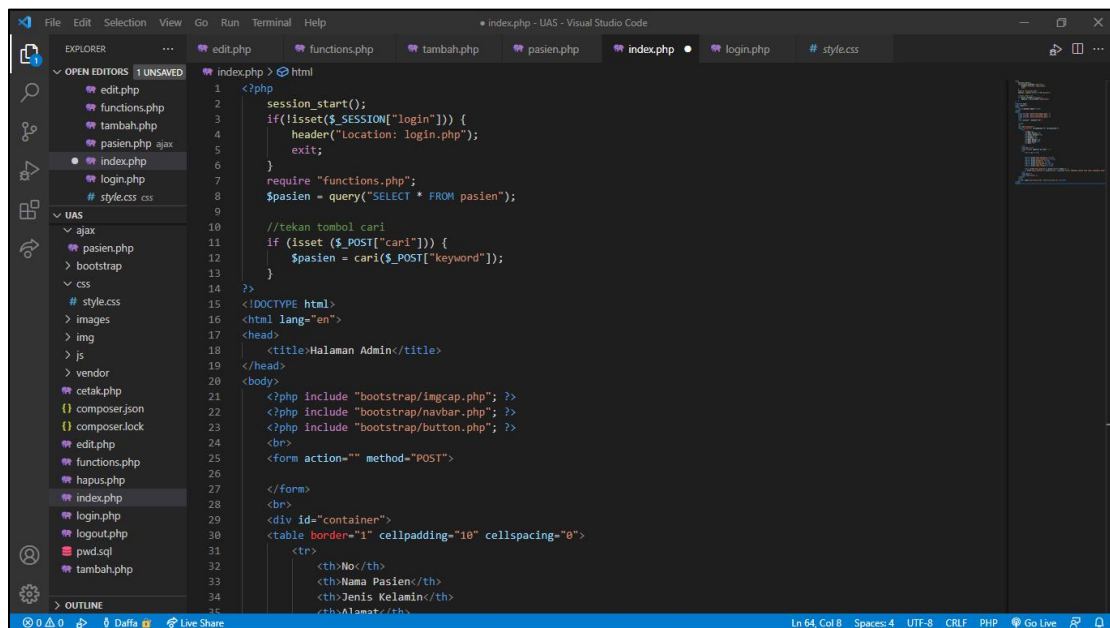 File Edit Selection View Go Run Terminal Help
● index.php - UAS - Visual Studio Code
EXPLORER
edit.php functions.php tambah.php pasien.php index.php ● login.php # style.css
OPEN EDITORS 1 UNSAVED
edit.php
functions.php
tambah.php
pasien.php ajax
● index.php
login.php
# style.css css
UAS
ajax
pasien.php
bootstrap
css
# style.css
images
img
js
vendor
cetak.php
{} composer.json
{} composer.lock
edit.php
functions.php
hapus.php
index.php
login.php
logout.php
pwd.sql
tambah.php
OUTLINE
index.php > html
1 <?php
2 session_start();
3 if(!isset($_SESSION["login"])) {
4 header("Location: login.php");
5 exit;
6 }
7 require "functions.php";
8 $pasien = query("SELECT * FROM pasien");
9
10 //tekan tombol cari
11 if (isset ($_POST["cari"])) {
12 $pasien = cari($_POST["keyword"]);
13 }
14 ?>
15 <!DOCTYPE html>
16 <html lang="en">
17 <head>
18 <title>Halaman Admin</title>
19 </head>
20 <body>
21 <?php include "bootstrap/imgcap.php"; ?>
22 <?php include "bootstrap/navbar.php"; ?>
23 <?php include "bootstrap/button.php"; ?>
24 <br>
25 <form action="" method="POST">
26
27 </form>
28 <br>
29 <div id="container">
30 <table border="1" cellpadding="10" cellspacing="0">
31 <tr>
32 <th>No</th>
33 <th>Nama Pasien</th>
34 <th>Jenis Kelamin</th>
35 <th>Alamat</th>
0 0 Daffa Live Share
Ln 64, Col 8 Spaces: 4 UTF-8 CRLF PHP Go Live